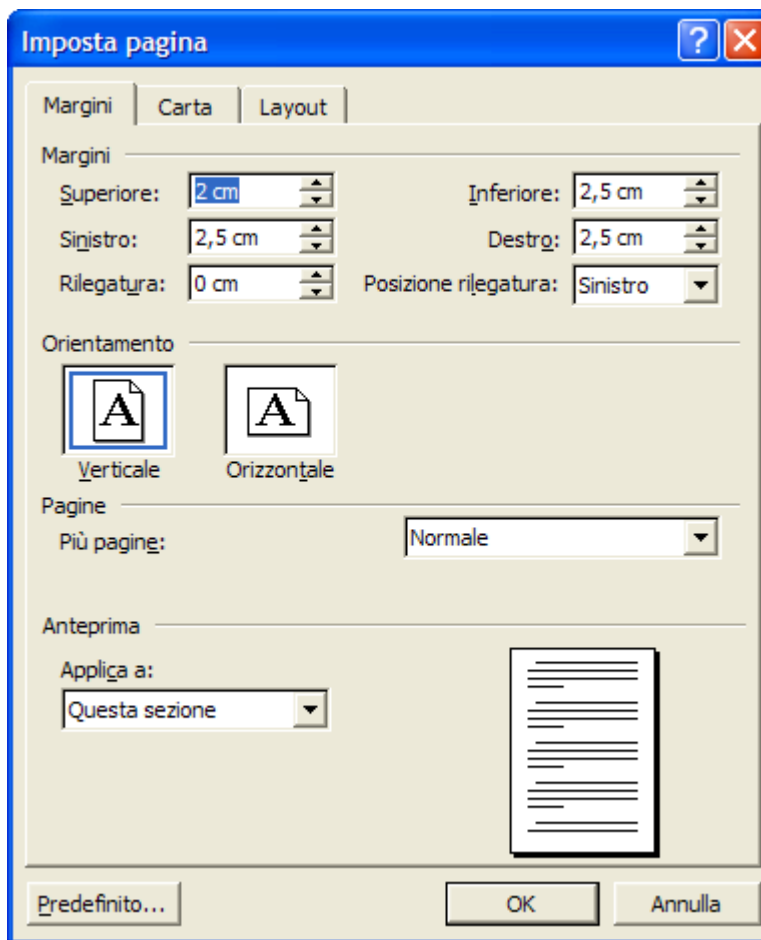 Imposta pagina
Margini Carta Layout
Margini
Superiore: 2 cm Inferiore: 2,5 cm
Sinistro: 2,5 cm Destro: 2,5 cm
Rilegatura: 0 cm Posizione rilegatura: Sinistro
Orientamento
A A
Verticale Orizzontale
Pagine
Più pagine: Normale
Anteprima
Applica a:
Questa sezione
Predefinito... OK Annulla